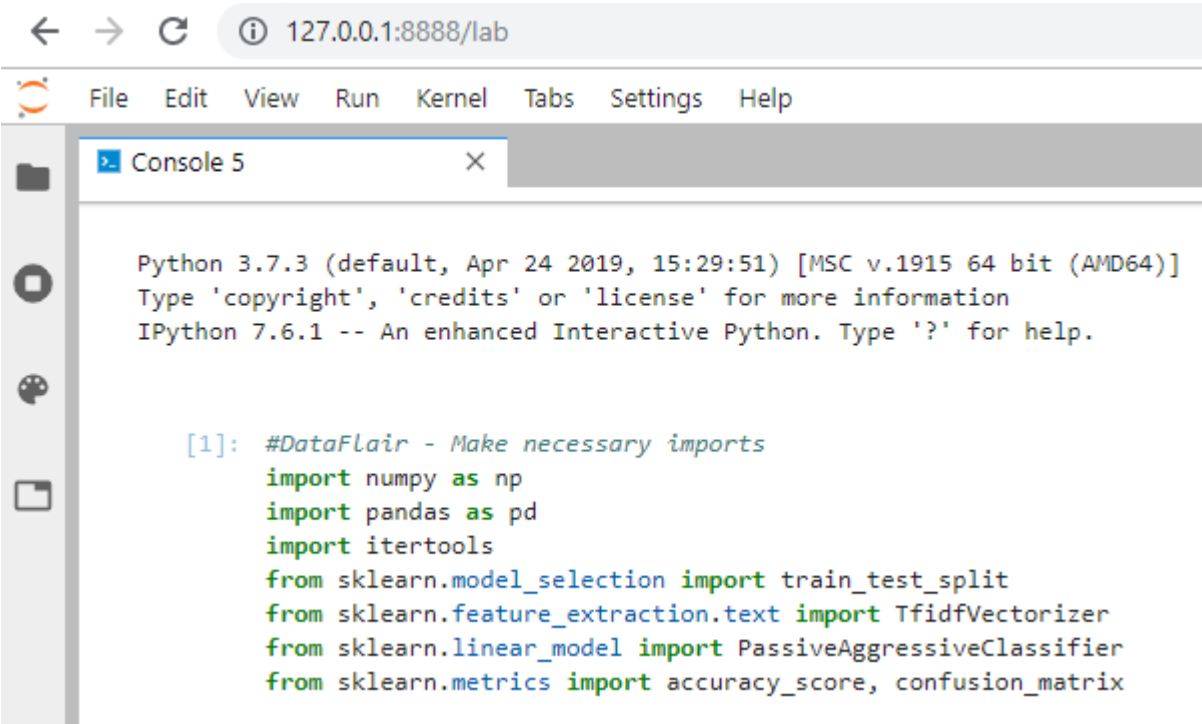 127.0.0.1:8888/lab
File Edit View Run Kernel Tabs Settings Help
Console 5
Python 3.7.3 (default, Apr 24 2019, 15:29:51) [MSC v.1915 64 bit (AMD64)]
Type 'copyright', 'credits' or 'license' for more information
IPython 7.6.1 -- An enhanced Interactive Python. Type '?' for help.
[1]: #DataFlair - Make necessary imports
import numpy as np
import pandas as pd
import itertools
from sklearn.model_selection import train_test_split
from sklearn.feature_extraction.text import TfidfVectorizer
from sklearn.linear_model import PassiveAggressiveClassifier
from sklearn.metrics import accuracy_score, confusion_matrix